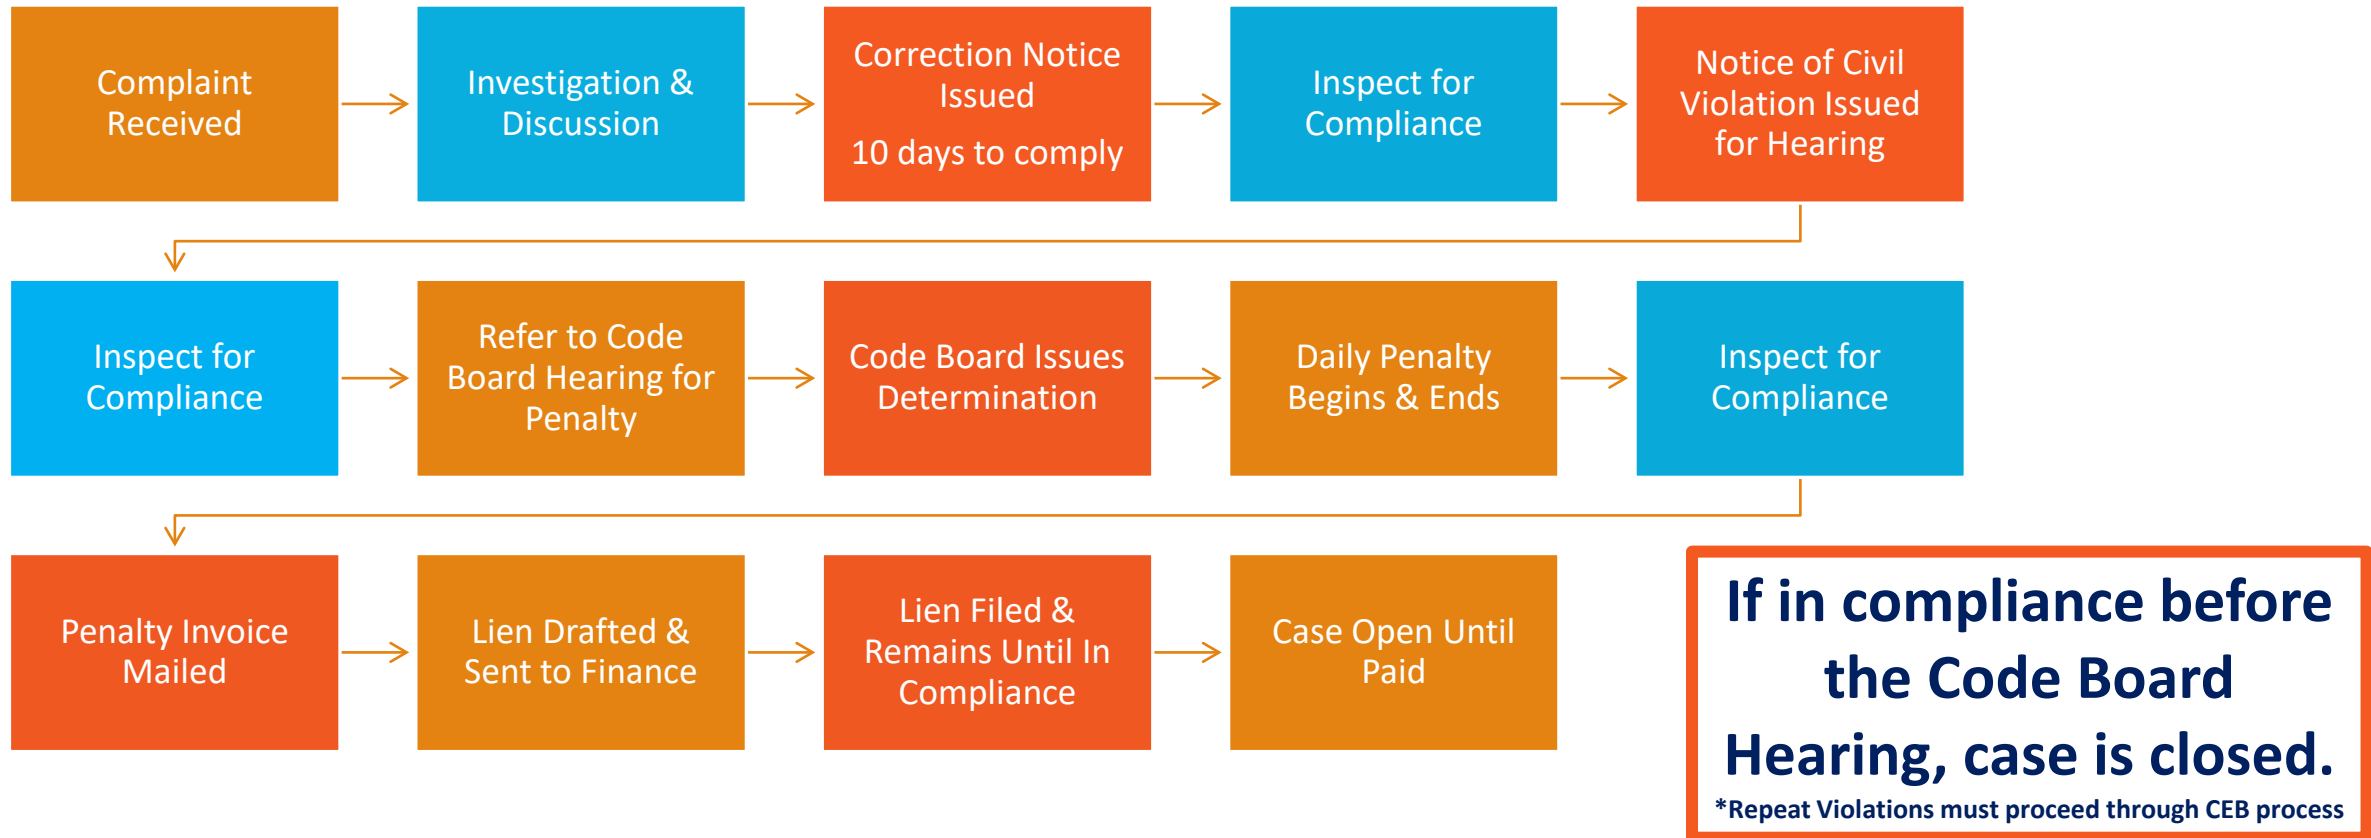 Complaint
Received
Investigation &
Discussion
Correction Notice
Issued
10 days to comply
Inspect for
Compliance
Notice of Civil
Violation Issued
for Hearing
Inspect for
Compliance
Refer to Code
Board Hearing for
Penalty
Code Board Issues
Determination
Daily Penalty
Begins & Ends
Inspect for
Compliance
Penalty Invoice
Mailed
Lien Drafted &
Sent to Finance
Lien Filed &
Remains Until In
Compliance
Case Open Until
Paid
If in compliance before
the Code Board
Hearing, case is closed.
*Repeat Violations must proceed through CEB process